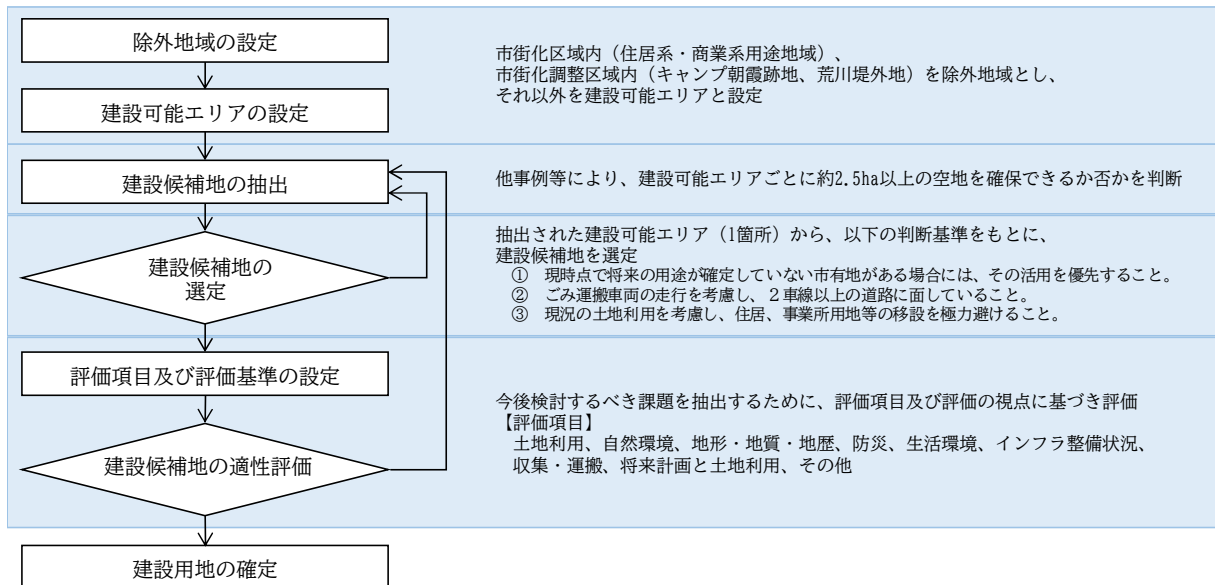 除外地域の設定
建設可能エリアの設定
市街化区域内（住居系・商業系用途地域）、
市街化調整区域内（キャンプ朝霞跡地、荒川堤外地）を除外地域とし、
それ以外を建設可能エリアと設定
建設候補地の抽出
他事例等により、建設可能エリアごとに約2.5ha以上の空地を確保できるか否かを判断
建設候補地の
選定
抽出された建設可能エリア（1箇所）から、以下の判断基準をもとに、
建設候補地を選定
① 現時点で将来の用途が確定していない市有地がある場合には、その活用を優先すること。
② ごみ運搬車両の走行を考慮し、２車線以上の道路に面していること。
③ 現況の土地利用を考慮し、住居、事業所用地等の移設を極力避けること。
評価項目及び評価基準の設定
建設候補地の適性評価
今後検討するべき課題を抽出するために、評価項目及び評価の視点に基づき評価
【評価項目】
土地利用、自然環境、地形・地質・地歴、防災、生活環境、インフラ整備状況、
収集・運搬、将来計画と土地利用、その他
建設用地の確定